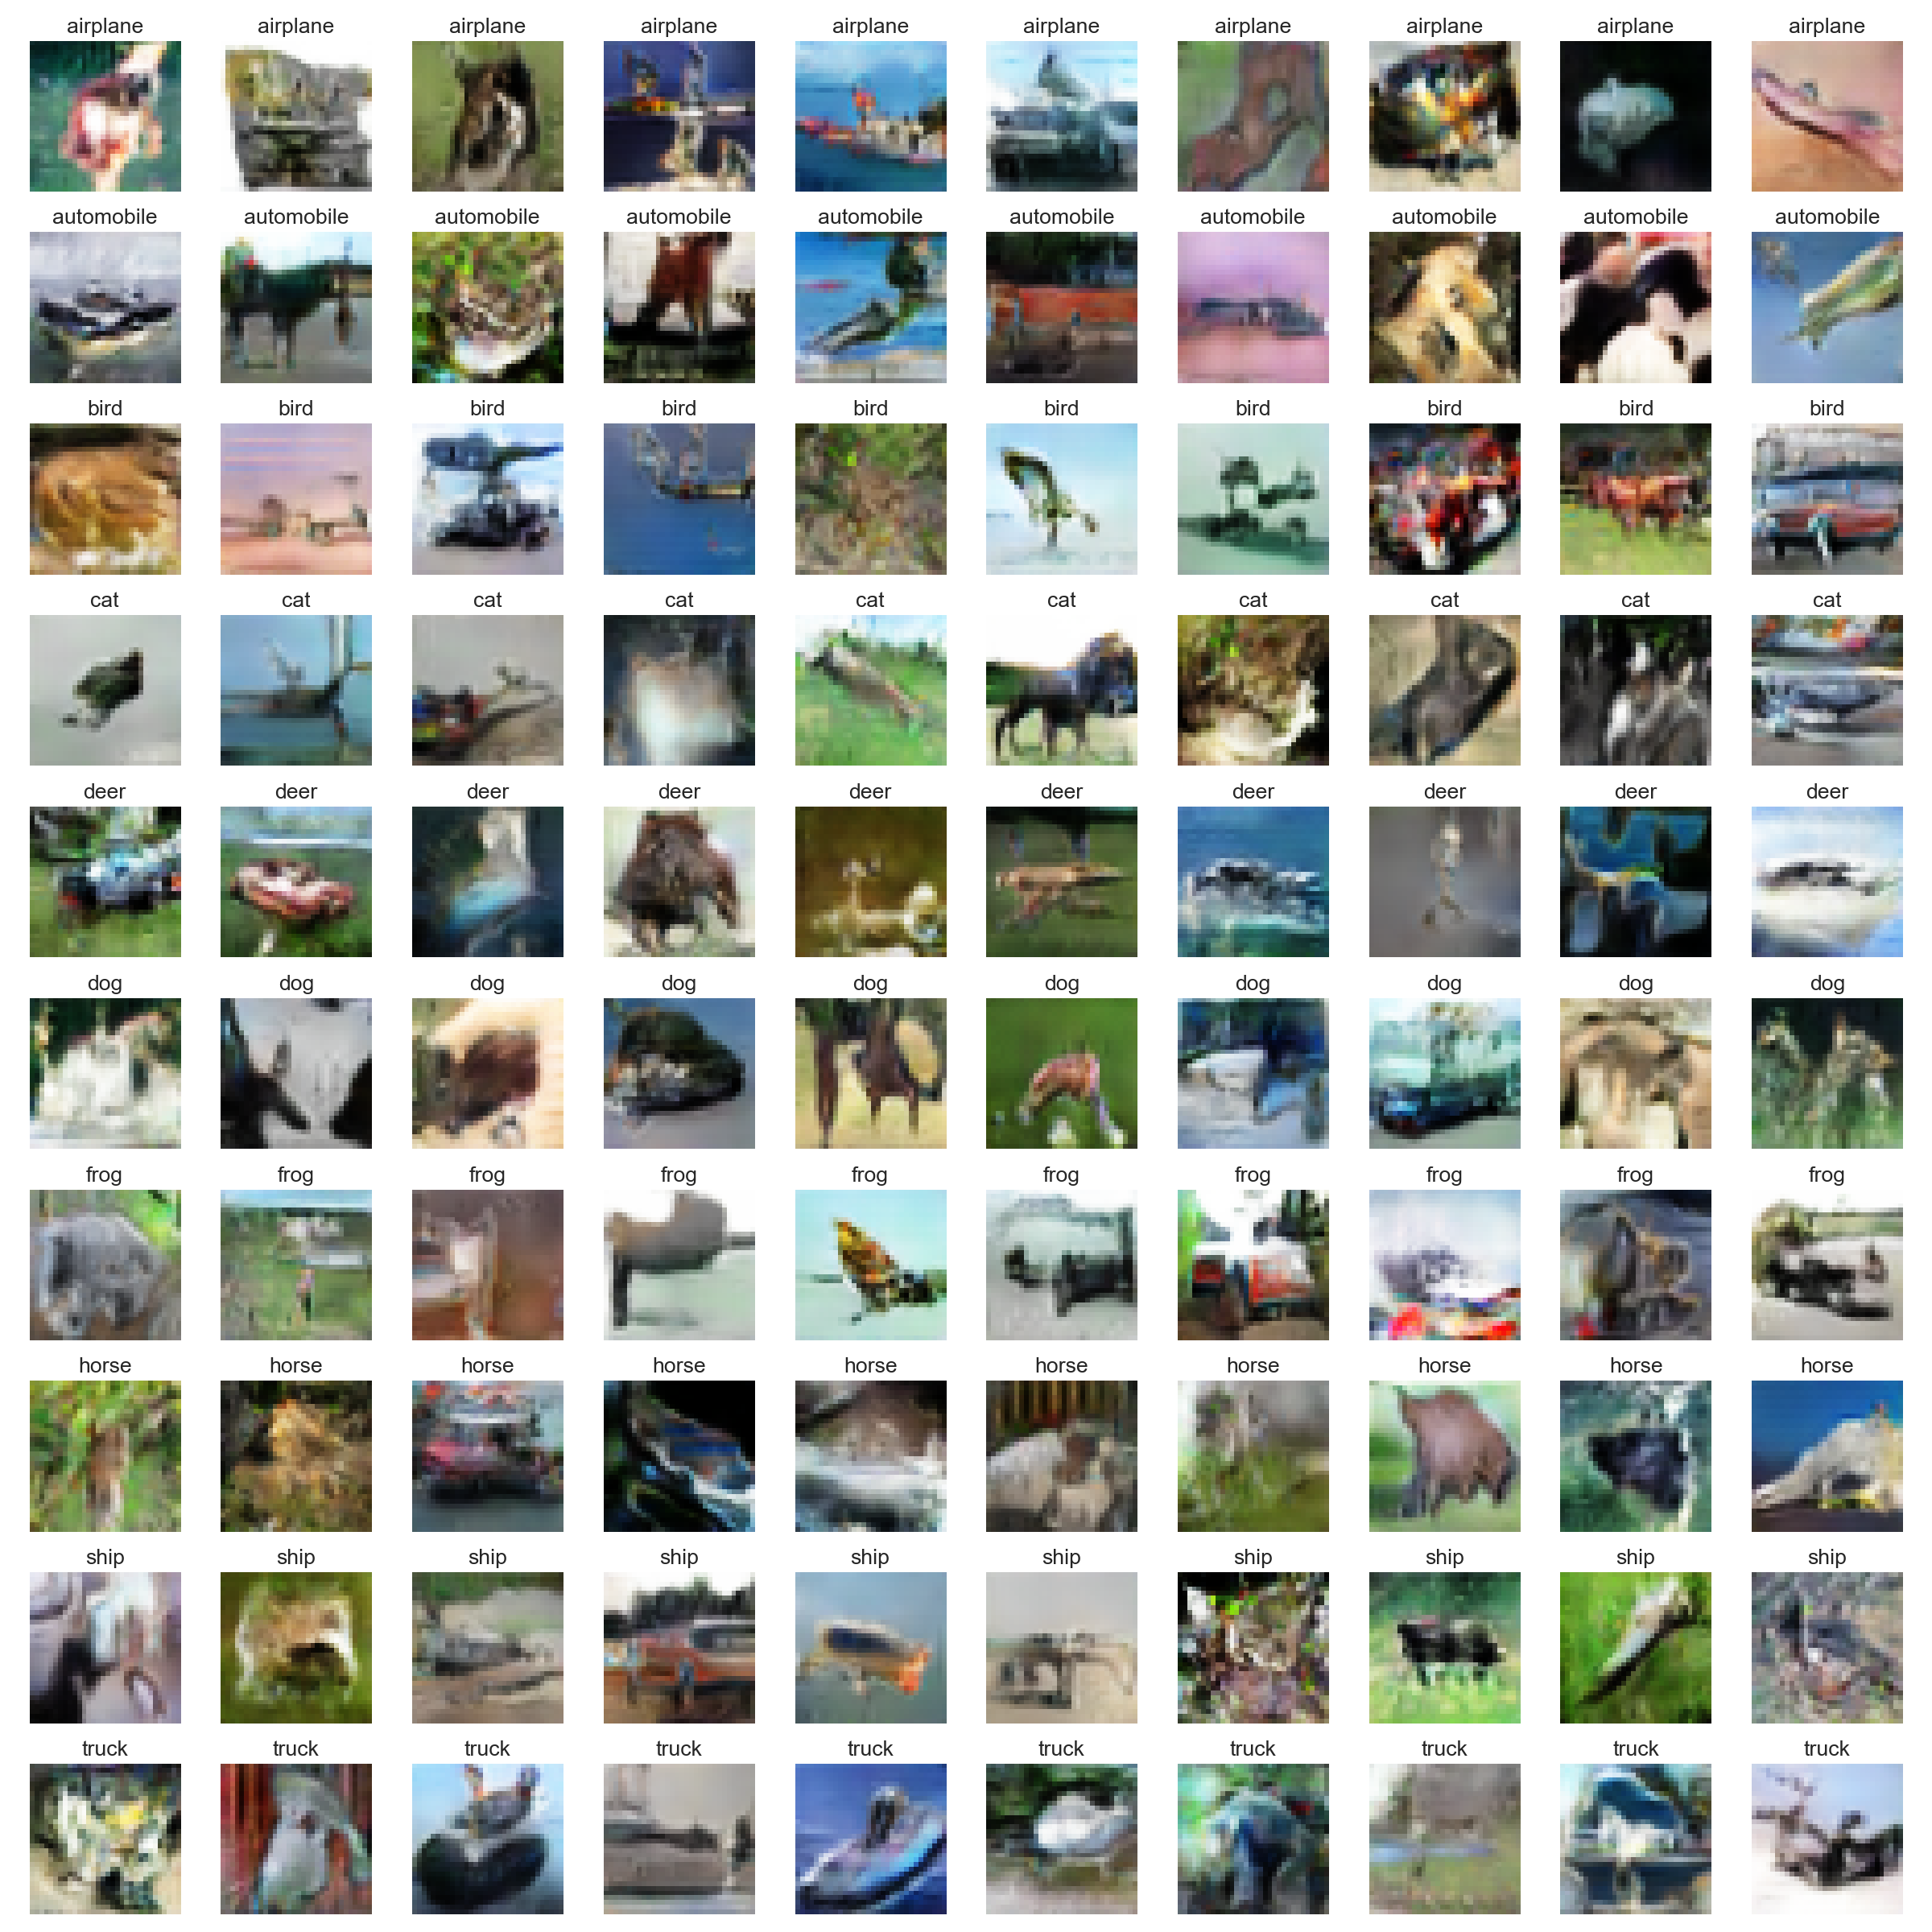 airplane airplane airplane airplane airplane airplane airplane airplane airplane airplane
automobile automobile automobile automobile automobile automobile automobile automobile automobile automobile
bird bird bird bird bird bird bird bird bird bird
cat cat cat cat cat cat cat cat cat cat
deer deer deer deer deer deer deer deer deer deer
dog dog dog dog dog dog dog dog dog dog
frog frog frog frog frog frog frog frog frog frog
horse horse horse horse horse horse horse horse horse horse
ship ship ship ship ship ship ship ship ship ship
truck truck truck truck truck truck truck truck truck truck